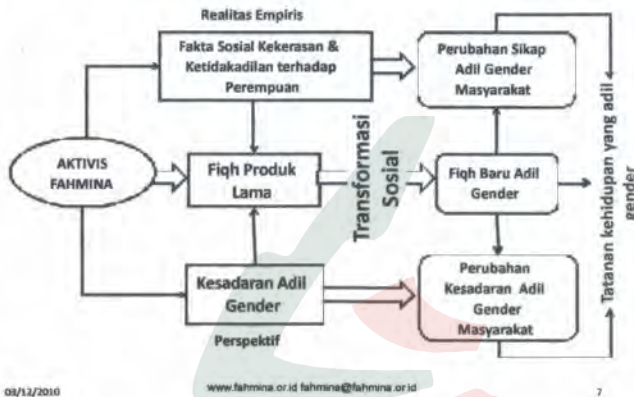 Realitas Empiris
Fakta Sosial Kekerasan &
Ketidakadilan terhadap
Perempuan
Perubahan Sikap
Adil Gender
Masyarakat
AKTIVIS
FAHMINA
Fiqh Produk
Lama
Transformasi
Sosial
Fiqh Baru Adil
Gender
Tatanan kehidupan yang adil
gender
Kesadaran Adil
Gender
Perspektif
Perubahan
Kesadaran Adil
Gender
Masyarakat
03/12/2010
www.fahmina.or.id fahmina@fahmina.or.id
7